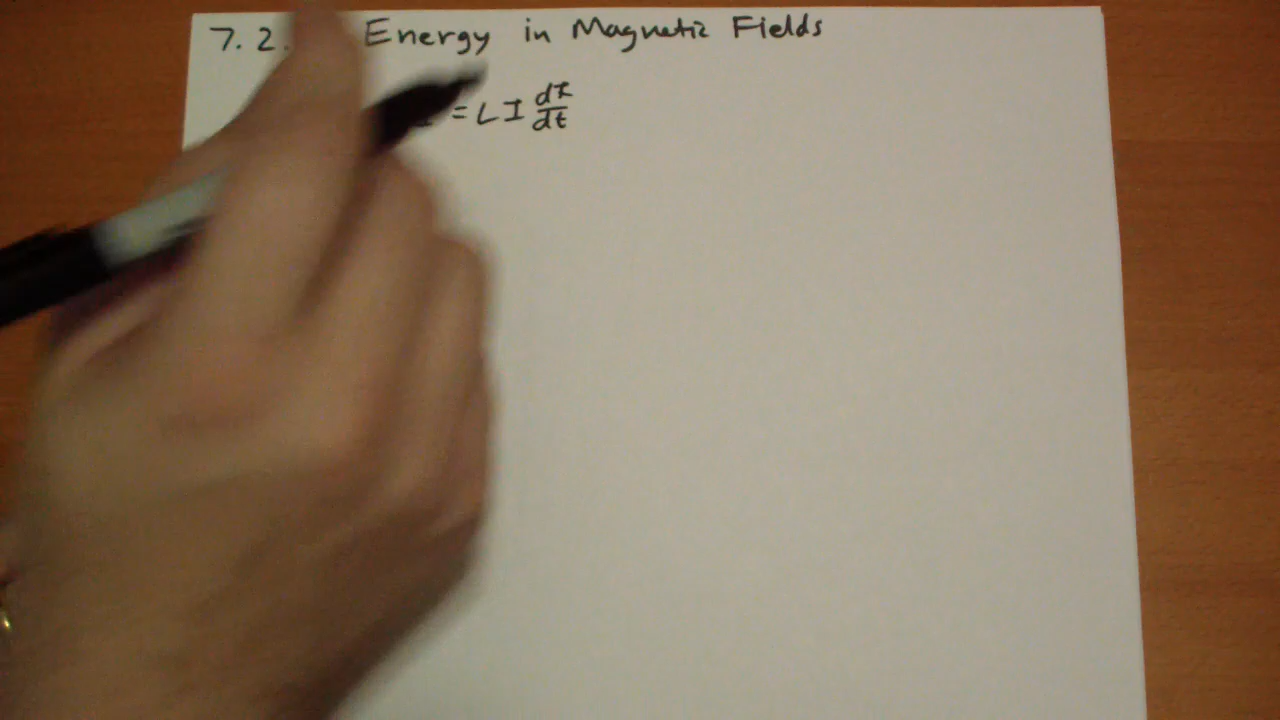 7.2. Energy in Magnetic Fields
= L I dI/dt